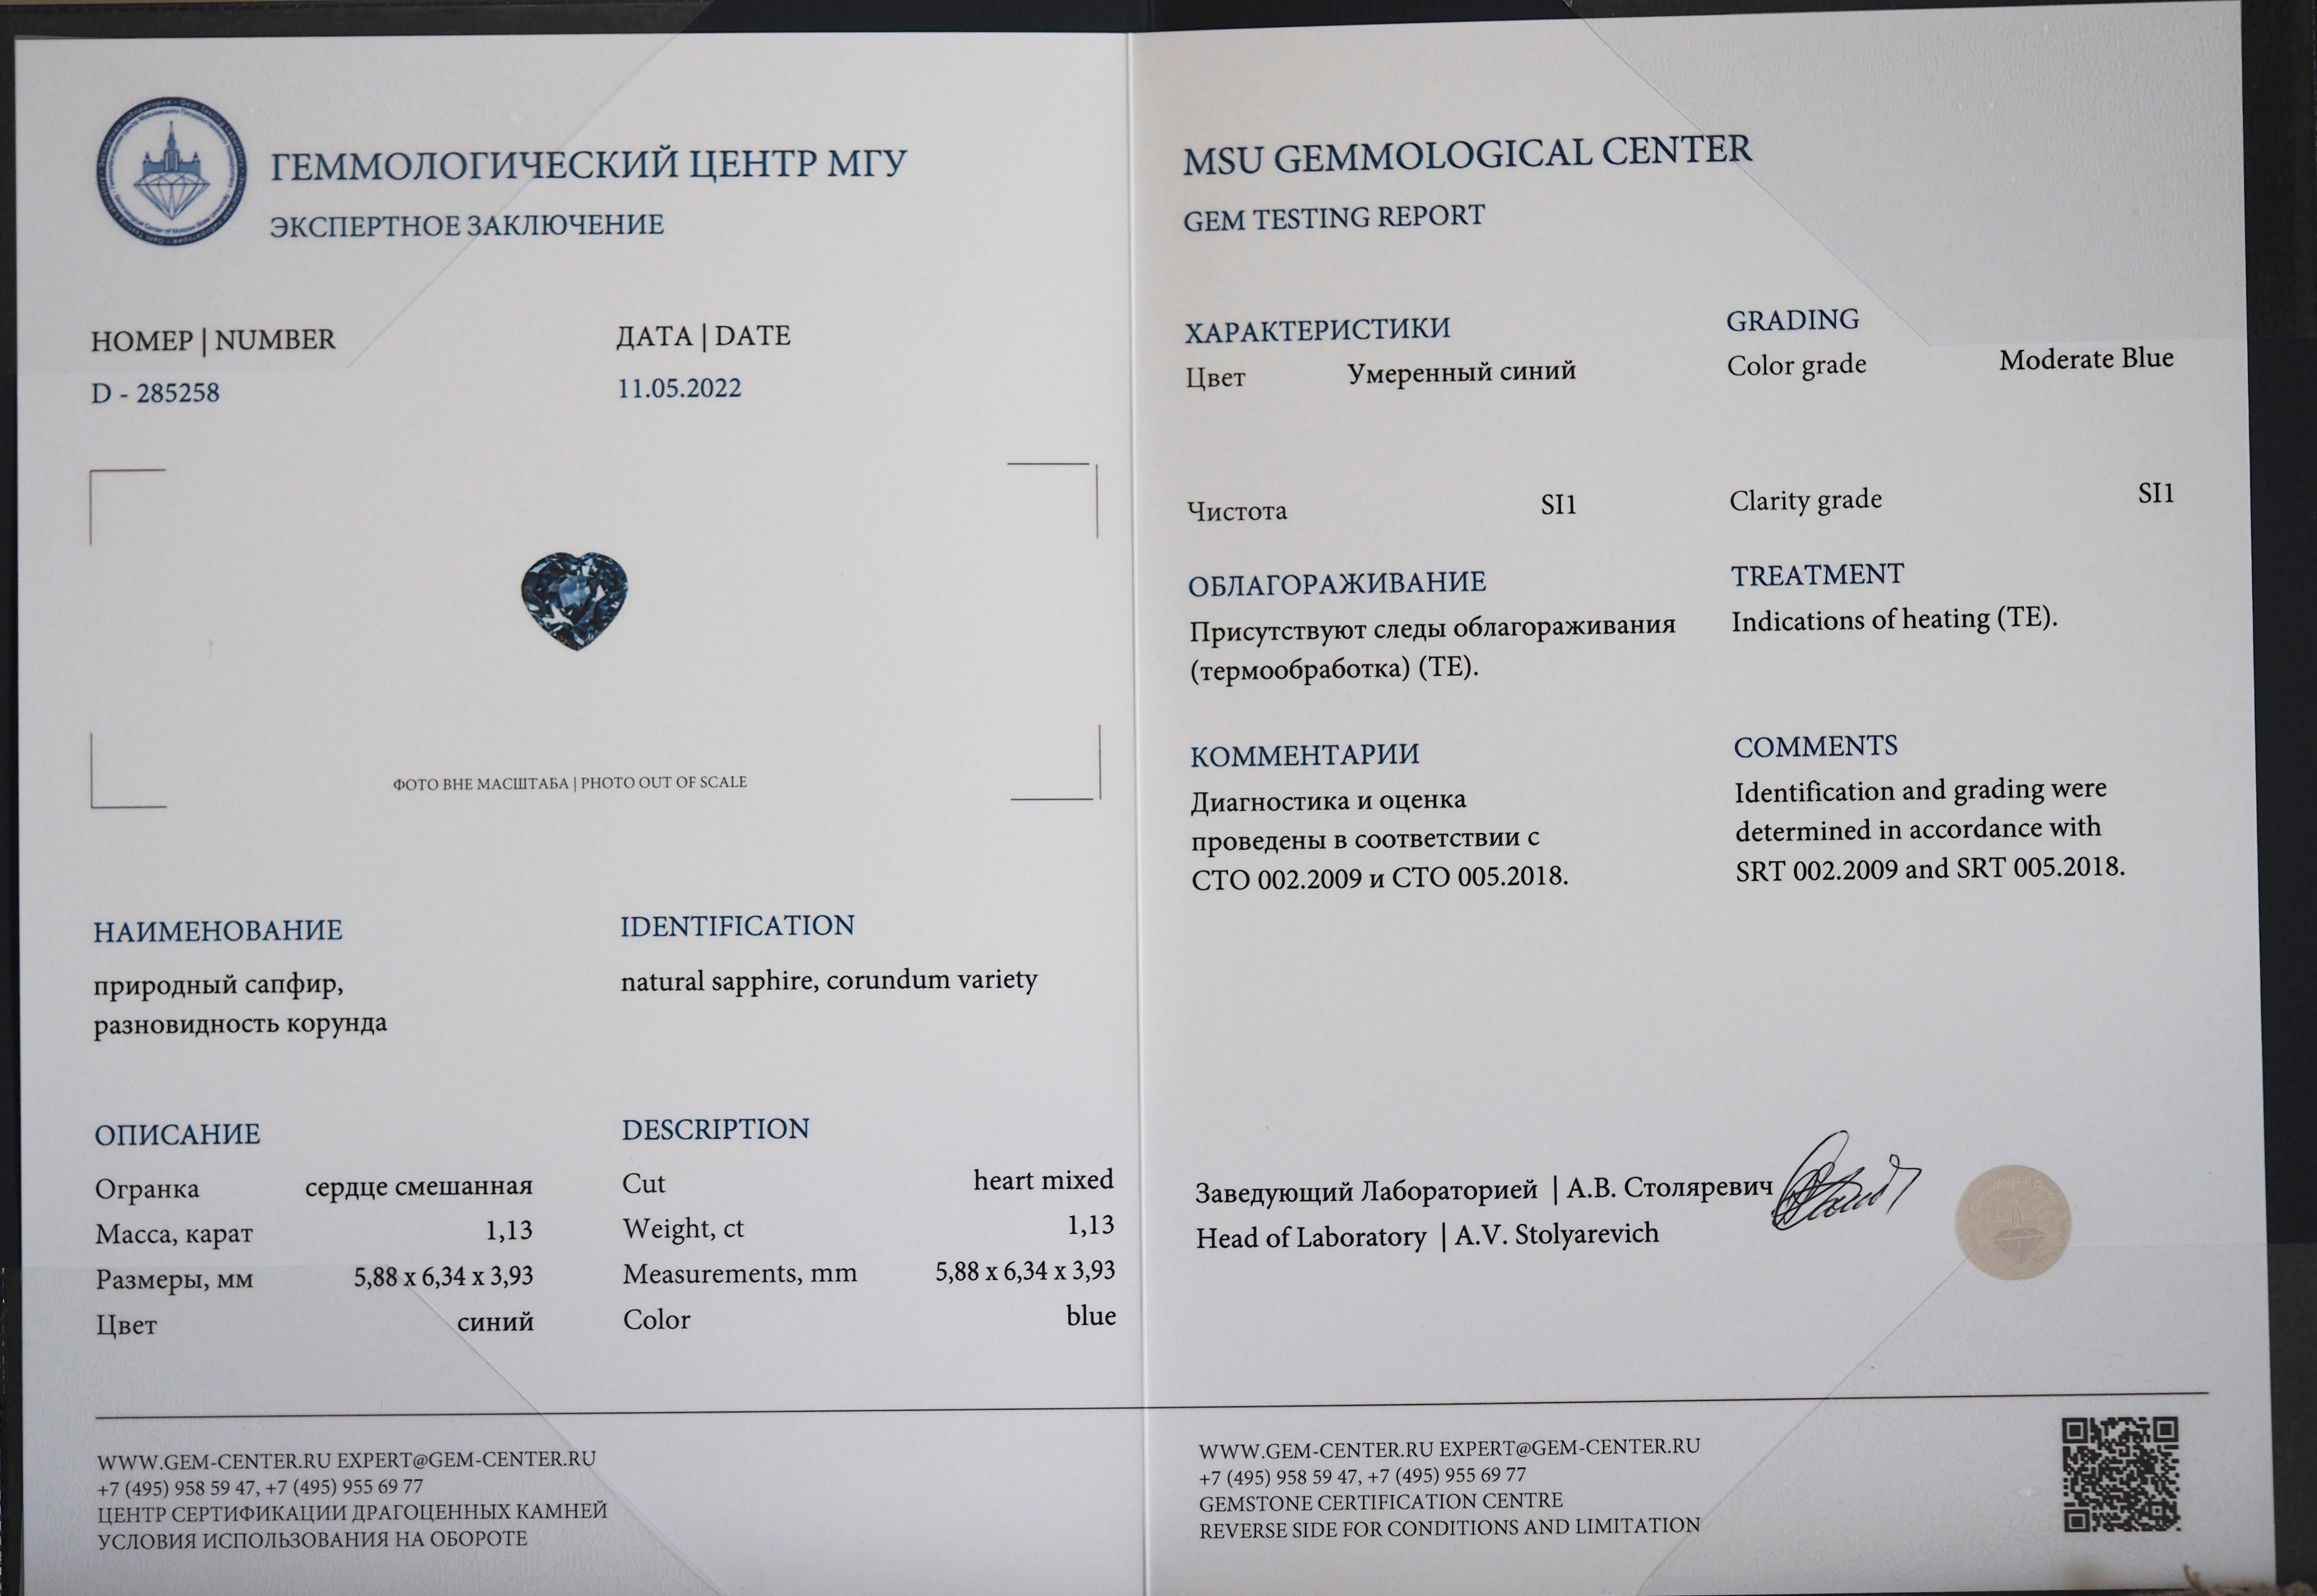 ГЕММОЛОГИЧЕСКИЙ ЦЕНТР МГУ
ЭКСПЕРТНОЕ ЗАКЛЮЧЕНИЕ
НОМЕР | NUMBER
D - 285258
ДАТА | DATE
11.05.2022
ФОТО ВНЕ МАСШТАБА | PHOTO OUT OF SCALE
НАИМЕНОВАНИЕ
природный сапфир,
разновидность корунда
IDENTIFICATION
natural sapphire, corundum variety
ОПИСАНИЕ
Огранка сердце смешанная
Масса, карат 1,13
Размеры, мм 5,88 x 6,34 x 3,93
Цвет синий
DESCRIPTION
Cut heart mixed
Weight, ct 1,13
Measurements, mm 5,88 x 6,34 x 3,93
Color blue
WWW.GEM-CENTER.RU EXPERT@GEM-CENTER.RU
+7 (495) 958 59 47, +7 (495) 955 69 77
ЦЕНТР СЕРТИФИКАЦИИ ДРАГОЦЕННЫХ КАМНЕЙ
УСЛОВИЯ ИСПОЛЬЗОВАНИЯ НА ОБОРОТЕ
MSU GEMMOLOGICAL CENTER
GEM TESTING REPORT
ХАРАКТЕРИСТИКИ
Цвет Умеренный синий
Чистота SI1
GRADING
Color grade Moderate Blue
Clarity grade SI1
ОБЛАГОРАЖИВАНИЕ
Присутствуют следы облагораживания
(термообработка) (ТЕ).
TREATMENT
Indications of heating (TE).
КОММЕНТАРИИ
Диагностика и оценка
проведены в соответствии с
СТО 002.2009 и СТО 005.2018.
COMMENTS
Identification and grading were
determined in accordance with
SRT 002.2009 and SRT 005.2018.
Заведующий Лабораторией | А.В. Столяревич
Head of Laboratory | A.V. Stolyarevich
WWW.GEM-CENTER.RU EXPERT@GEM-CENTER.RU
+7 (495) 958 59 47, +7 (495) 955 69 77
GEMSTONE CERTIFICATION CENTRE
REVERSE SIDE FOR CONDITIONS AND LIMITATION